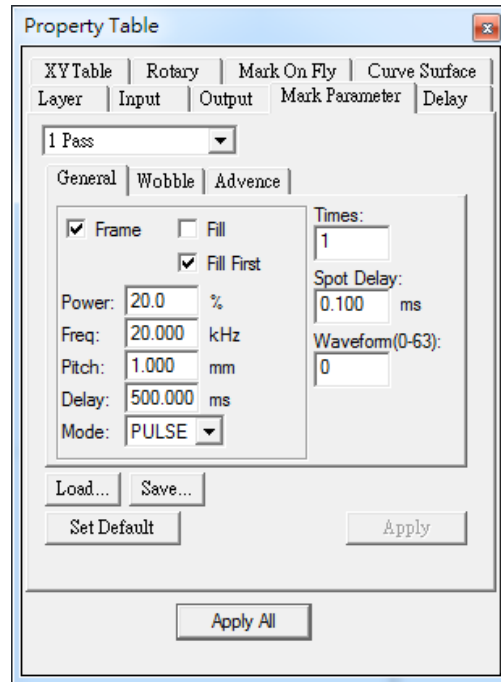 Property Table
XYTable Rotary Mark On Fly Curve Surface
Layer Input Output Mark Parameter Delay
1 Pass
General Wobble Advence
Frame Fill Times:
1
Fill First
Spot Delay:
Power: 20.0 % 0.100 ms
Freq: 20.000 kHz Waveform(0-63):
Pitch: 1.000 mm 0
Delay: 500.000 ms
Mode: PULSE
Load... Save...
Set Default Apply
Apply All